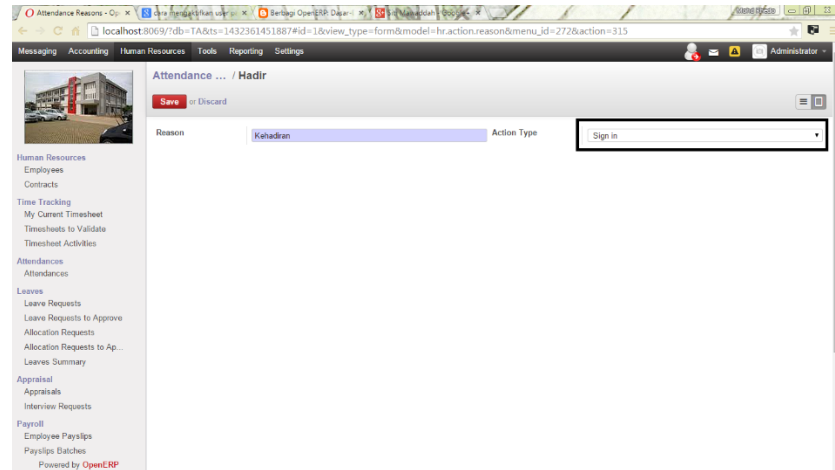 Attendance Reasons - Op
cara mengaktifkan user
Berbagi OpenERP: Dasar-
localhost:8069/?db=TA&ts=1432361451887#id=1&view_type=form&model=hr.action.reason&menu_id=272&action=315
Messaging Accounting Human Resources Tools Reporting Settings Administrator
Attendance ... / Hadir
Save or Discard
Reason Kehadiran Action Type Sign in
Human Resources
Employees
Contracts
Time Tracking
My Current Timesheet
Timesheets to Validate
Timesheet Activities
Attendances
Attendances
Leaves
Leave Requests
Leave Requests to Approve
Allocation Requests
Allocation Requests to Ap...
Leaves Summary
Appraisal
Appraisals
Interview Requests
Payroll
Employee Payslips
Payslips Batches
Powered by OpenERP